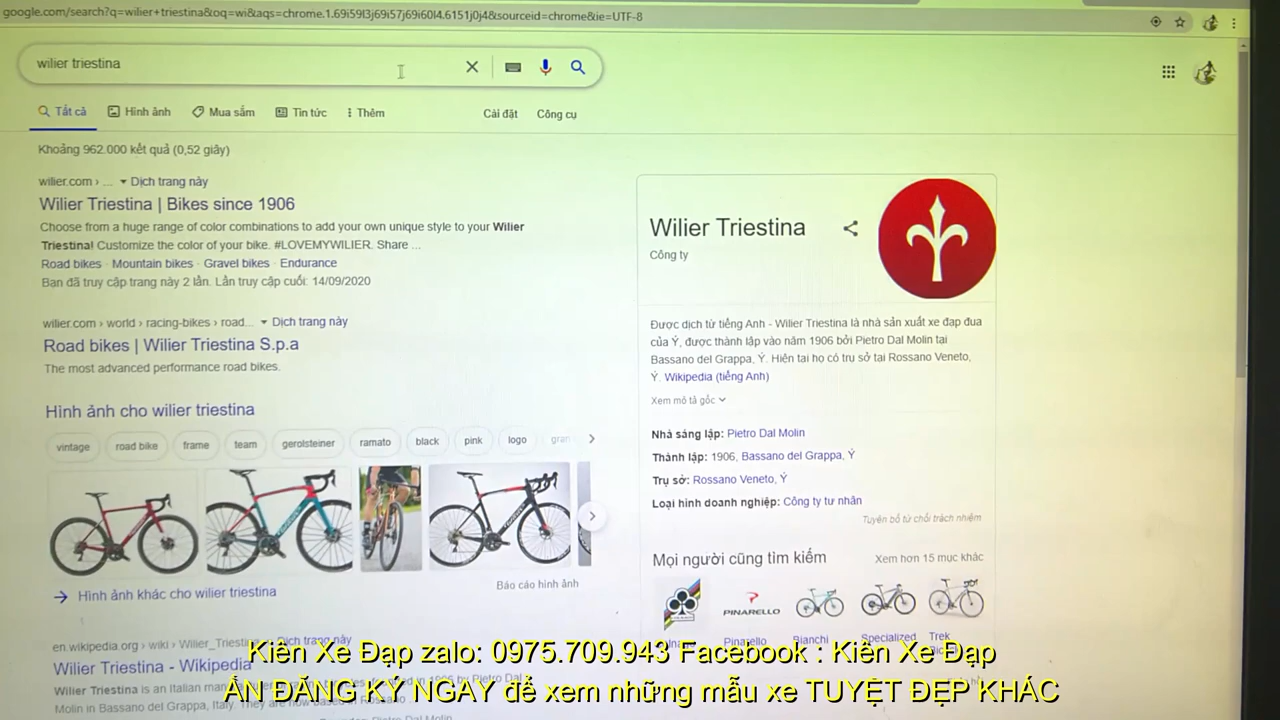 google.com/search?q=wilier+triestina&oq=wi&aqs=chrome.1.69i59l3j69i57j69i60l4.6151j0j4&sourceid=chrome&ie=UTF-8
wilier triestina
Tất cả
Hình ảnh
Mua sắm
Tin tức
Thêm
Cài đặt
Công cụ
Khoảng 962.000 kết quả (0,52 giây)
wilier.com › ... Dịch trang này
Wilier Triestina | Bikes since 1906
Choose from a huge range of color combinations to add your own unique style to your Wilier
Triestina! Customize the color of your bike. #LOVEMYWILIER. Share ...
Road bikes · Mountain bikes · Gravel bikes · Endurance
Bạn đã truy cập trang này 2 lần. Lần truy cập cuối: 14/09/2020
wilier.com › world › racing-bikes › road... Dịch trang này
Road bikes | Wilier Triestina S.p.a
The most advanced performance road bikes.
Hình ảnh cho wilier triestina
vintage
road bike
frame
team
gerolsteiner
ramato
black
pink
logo
gran
Báo cáo hình ảnh
Hình ảnh khác cho wilier triestina
en.wikipedia.org › wiki › Wilier_Triestina Dịch trang này
Wilier Triestina - Wikipedia
Wilier Triestina is an Italian
in Bassano del Grappa, Italy.
Wilier Triestina
Công ty
Được dịch từ tiếng Anh - Wilier Triestina là nhà sản xuất xe đạp đua
của Ý, được thành lập vào năm 1906 bởi Pietro Dal Molin tại
Bassano del Grappa, Ý. Hiện tại họ có trụ sở tại Rossano Veneto,
Ý. Wikipedia (tiếng Anh)
Xem mô tả gốc
Nhà sáng lập: Pietro Dal Molin
Thành lập: 1906, Bassano del Grappa, Ý
Trụ sở: Rossano Veneto, Ý
Loại hình doanh nghiệp: Công ty tư nhân
Tuyên bố từ chối trách nhiệm
Mọi người cũng tìm kiếm
Xem hơn 15 mục khác
PINARELLO
Pinarello
Bianchi
Specialized
Trek
Kiên Xe Đạp zalo: 0975.709.943 Facebook : Kiên Xe Đạp
ẤN ĐĂNG KÝ NGAY để xem những mẫu xe TUYỆT ĐẸP KHÁC